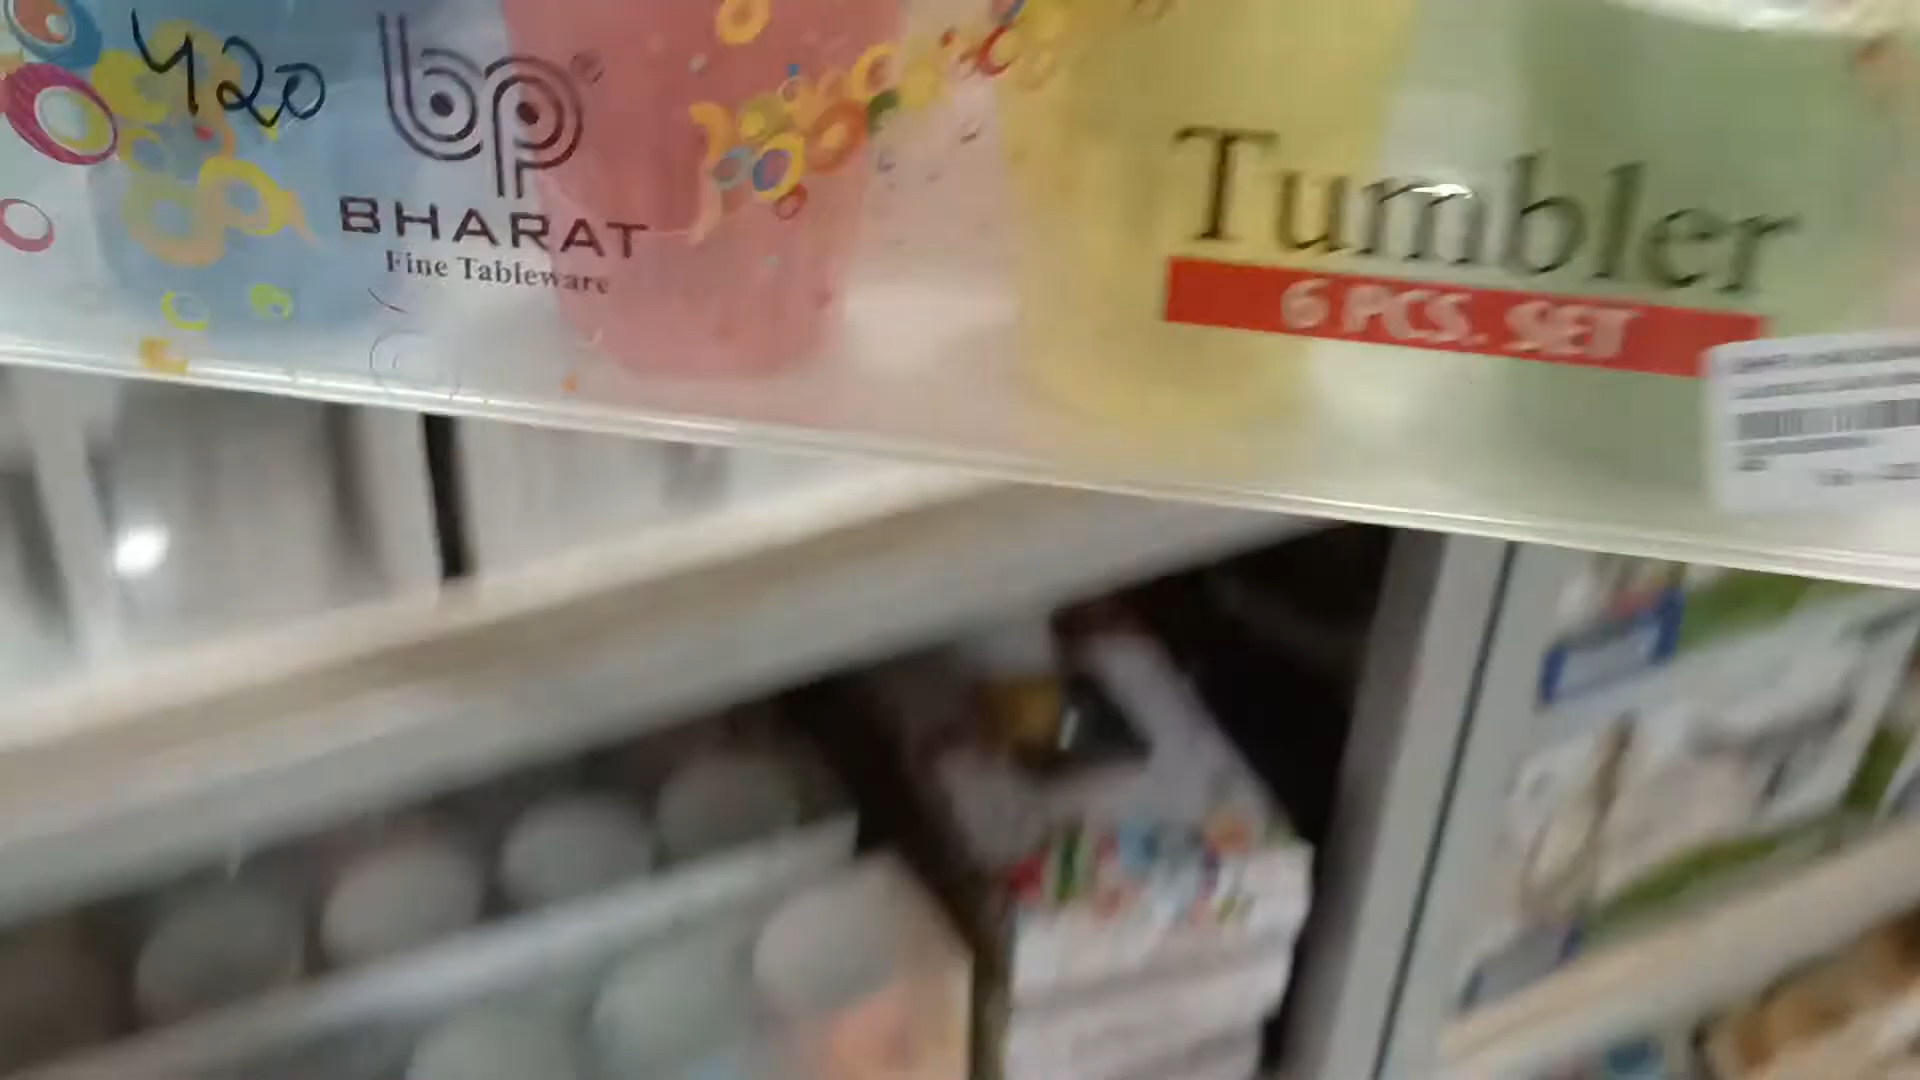 420
bp®
BHARAT
Fine Tableware
Tumbler
6 PCS. SET